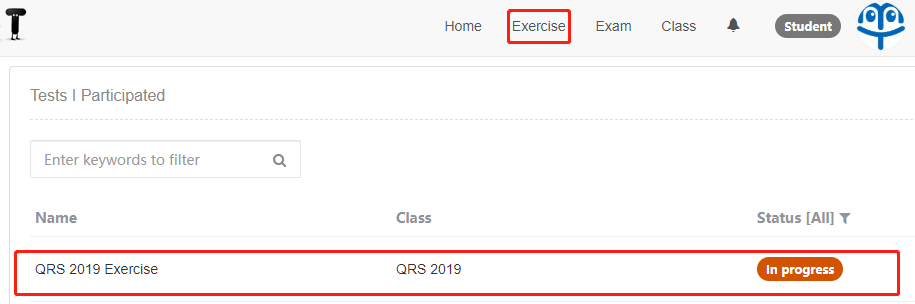 T Home Exercise Exam Class Student
Tests I Participated
Enter keywords to filter
Name Class Status [All]
QRS 2019 Exercise QRS 2019 In progress